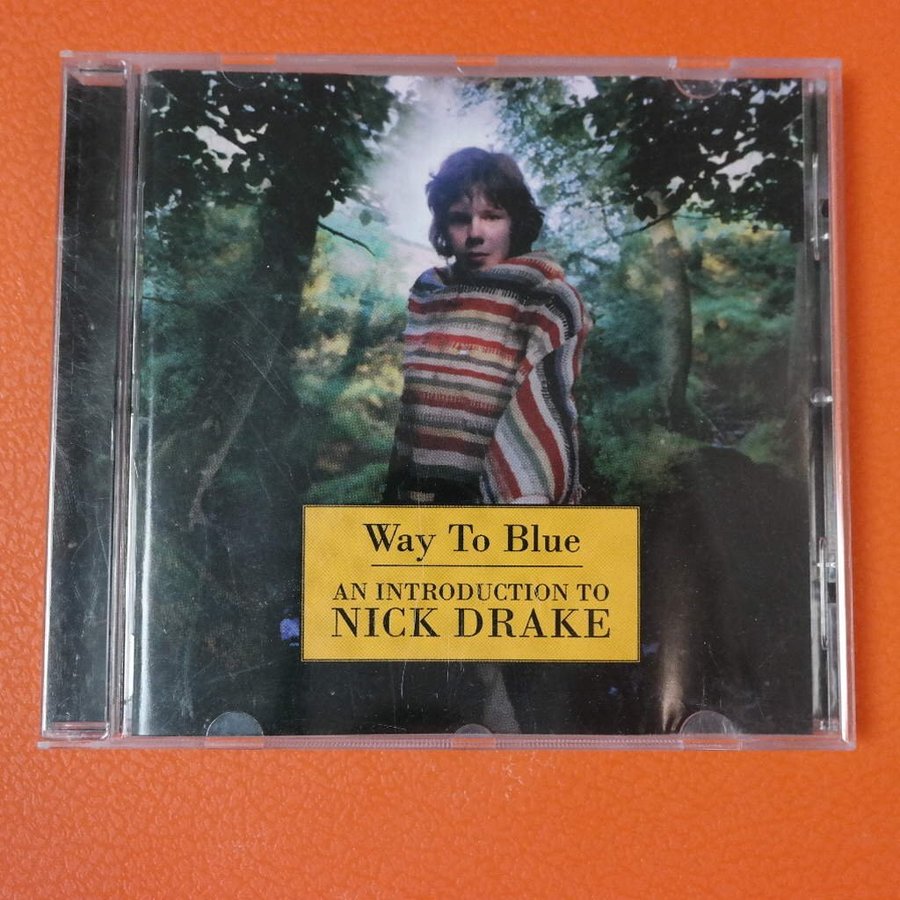 Way To Blue
AN INTRODUCTION TO
NICK DRAKE